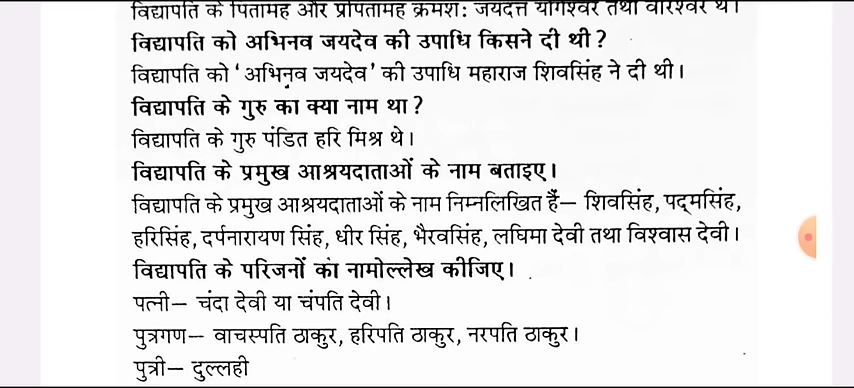 विद्यापति के पितामह और प्रपितामह क्रमश: जयदत्त योगेश्वर तथा वीरेश्वर थे।
विद्यापति को अभिनव जयदेव की उपाधि किसने दी थी?
विद्यापति को 'अभिनव जयदेव' की उपाधि महाराज शिवसिंह ने दी थी।
विद्यापति के गुरु का क्या नाम था?
विद्यापति के गुरु पंडित हरि मिश्र थे।
विद्यापति के प्रमुख आश्रयदाताओं के नाम बताइए।
विद्यापति के प्रमुख आश्रयदाताओं के नाम निम्नलिखित हैं— शिवसिंह, पद्मसिंह,
हरिसिंह, दर्पनारायण सिंह, धीर सिंह, भैरवसिंह, लघिमा देवी तथा विश्वास देवी।
विद्यापति के परिजनों का नामोल्लेख कीजिए।
पत्नी— चंदा देवी या चंपति देवी।
पुत्रगण— वाचस्पति ठाकुर, हरिपति ठाकुर, नरपति ठाकुर।
पुत्री— दुल्लही